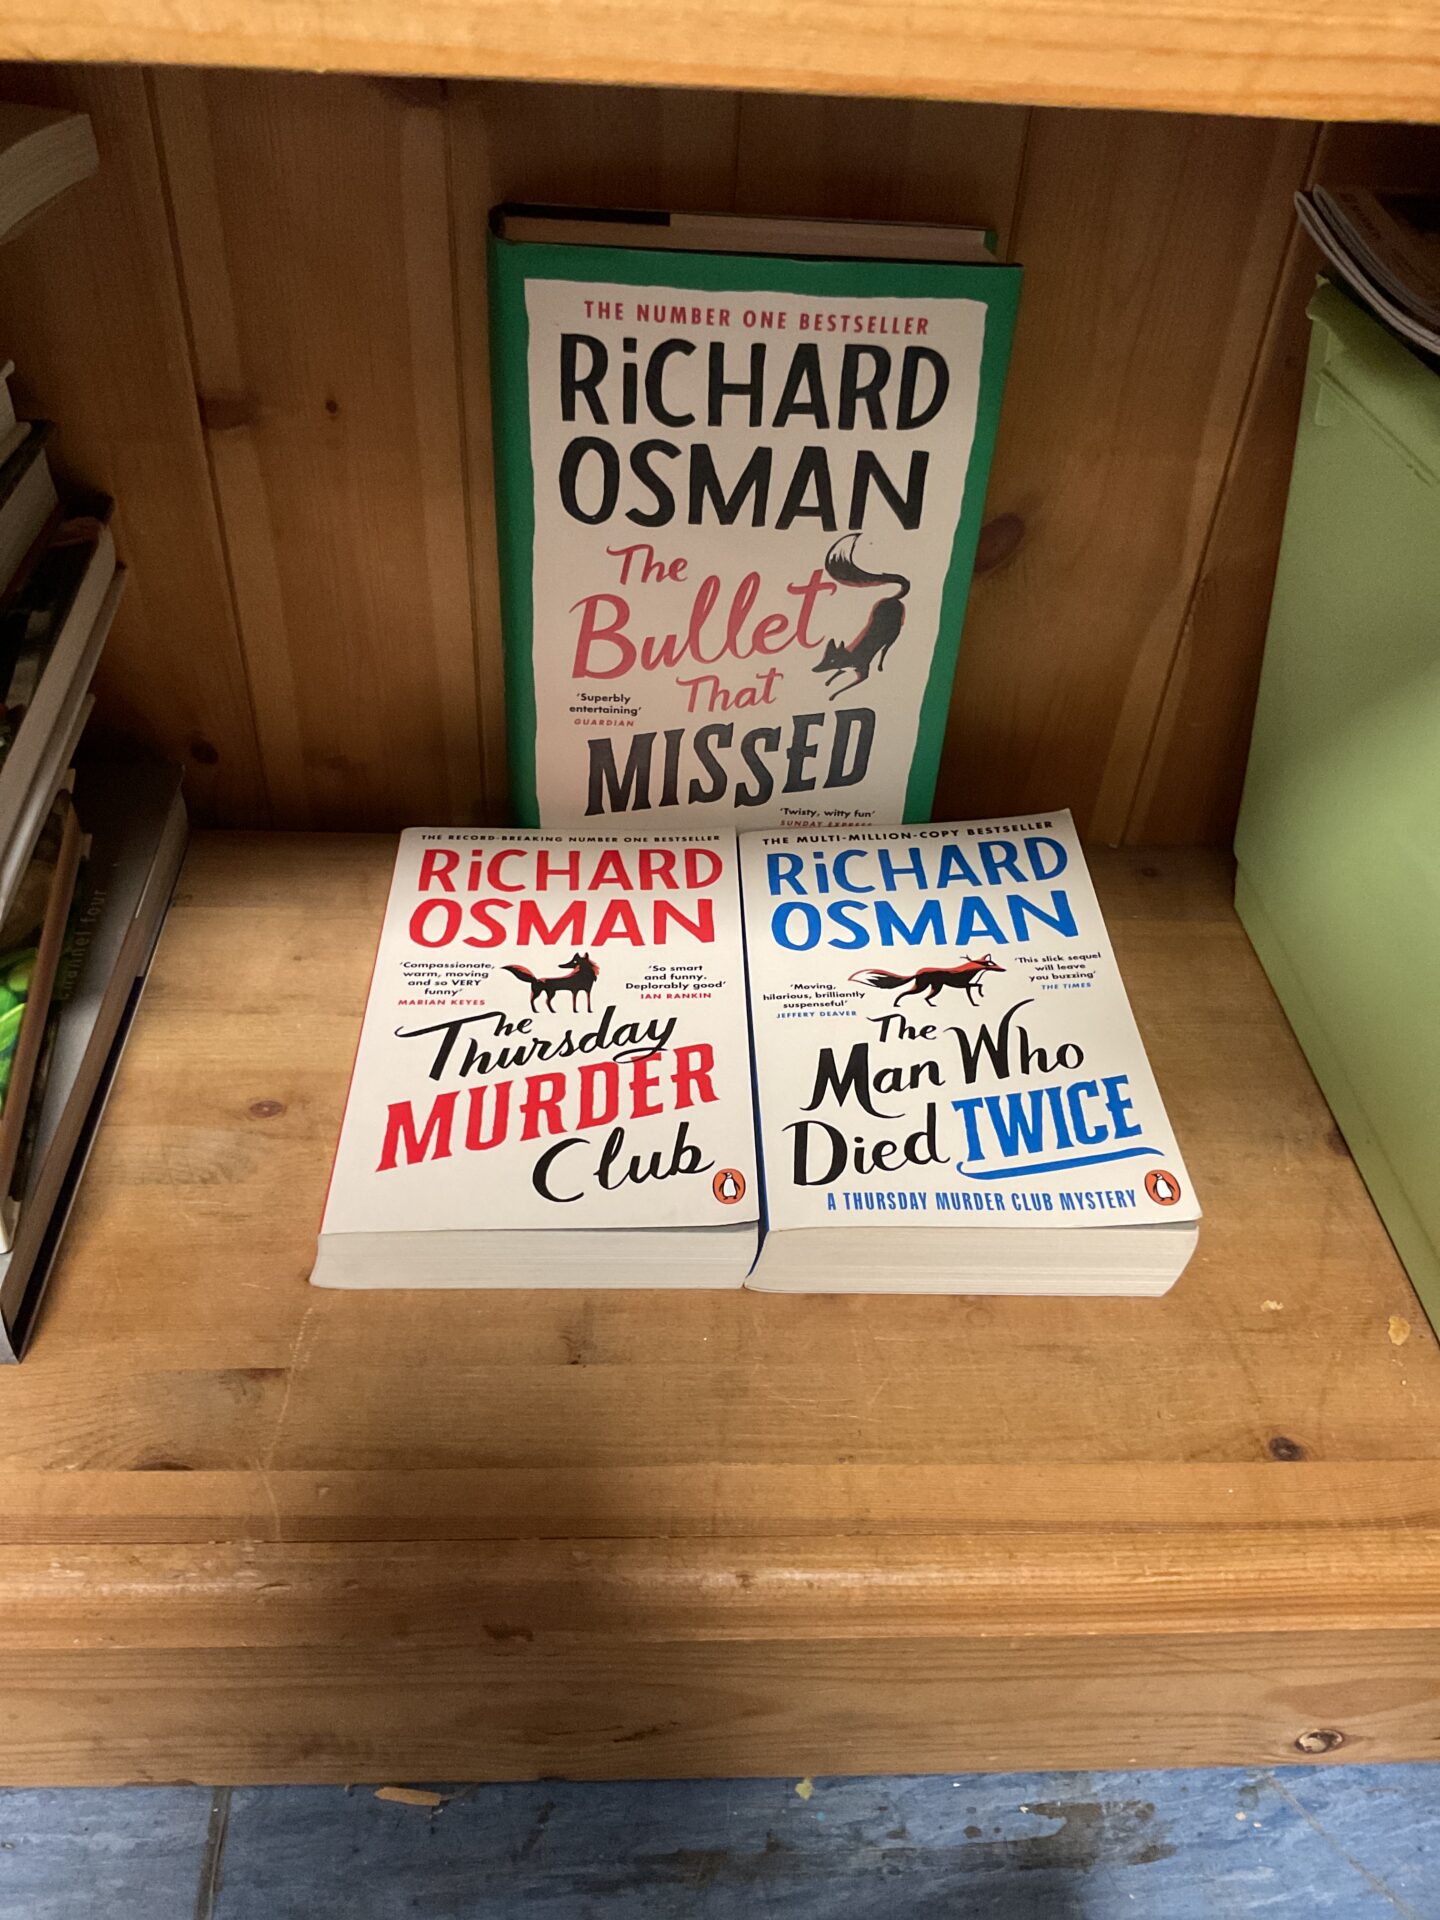 THE NUMBER ONE BESTSELLER
RiCHARD
OSMAN
The
Bullet
That
MISSED
'Superbly
entertaining'
GUARDIAN
'Twisty, witty fun'
SUNDAY EXPRESS
THE RECORD-BREAKING NUMBER ONE BESTSELLER
RiCHARD
OSMAN
'Compassionate,
warm, moving
and so VERY
funny'
MARIAN KEYES
'So smart
and funny.
Deplorably good'
IAN RANKIN
The
Thursday
MURDER
Club
THE MULTI-MILLION-COPY BESTSELLER
RiCHARD
OSMAN
'Moving,
hilarious, brilliantly
suspenseful'
JEFFERY DEAVER
'This slick sequel
will leave
you buzzing'
THE TIMES
The
Man Who
Died TWICE
A THURSDAY MURDER CLUB MYSTERY
channel four